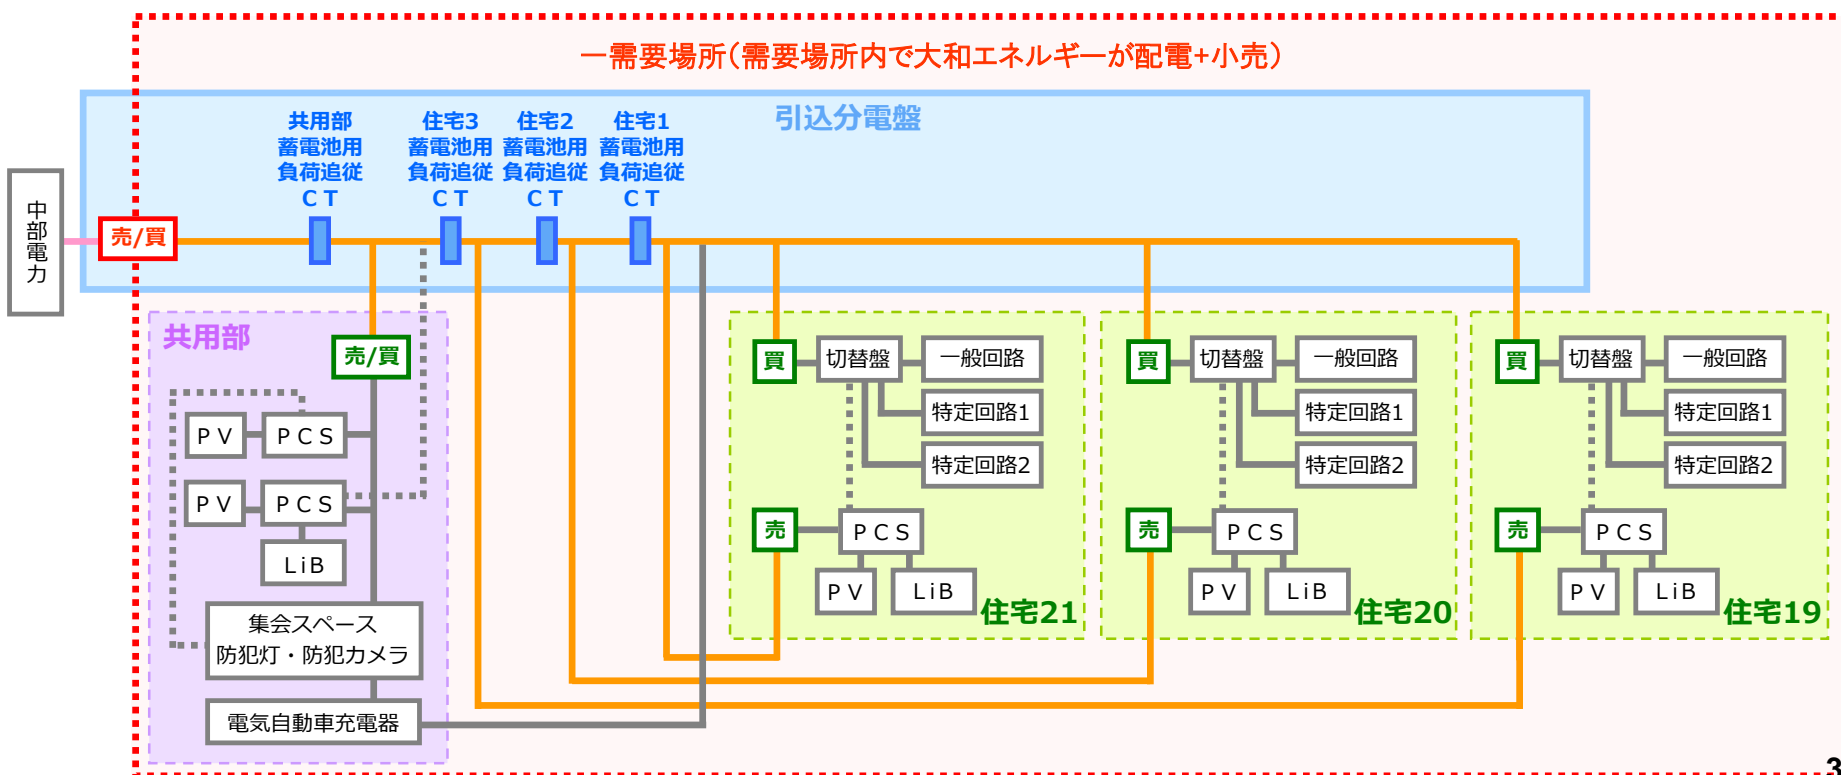 一需要場所(需要場所内で大和エネルギーが配電+小売)
引込分電盤
共用部
蓄電池用
負荷追従
ＣＴ
住宅3
蓄電池用
負荷追従
ＣＴ
住宅2
蓄電池用
負荷追従
ＣＴ
住宅1
蓄電池用
負荷追従
ＣＴ
中部電力
売/買
共用部
売/買
ＰＶ
ＰＣＳ
ＰＶ
ＰＣＳ
LiB
集会スペース
防犯灯・防犯カメラ
電気自動車充電器
買
切替盤
一般回路
特定回路1
特定回路2
売
ＰＣＳ
ＰＶ
LiB
住宅21
買
切替盤
一般回路
特定回路1
特定回路2
売
ＰＣＳ
ＰＶ
LiB
住宅20
買
切替盤
一般回路
特定回路1
特定回路2
売
ＰＣＳ
ＰＶ
LiB
住宅19
3